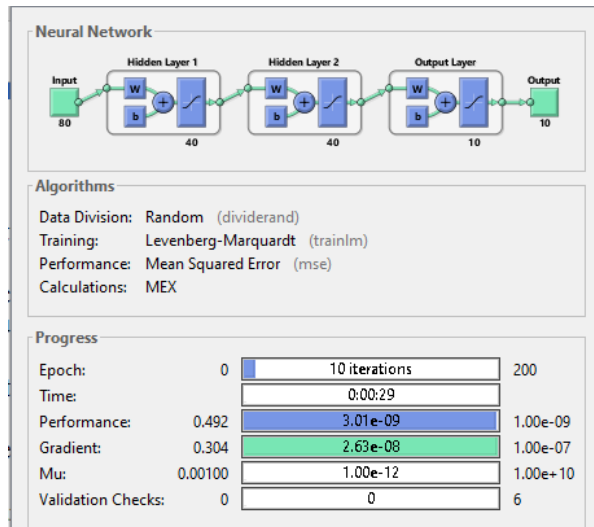 Neural Network
Hidden Layer 1 Hidden Layer 2 Output Layer
Input Output
W W W
+ + +
b b b
80 10
40 40 10
Algorithms
Data Division: Random (dividerand)
Training: Levenberg-Marquardt (trainlm)
Performance: Mean Squared Error (mse)
Calculations: MEX
Progress
Epoch: 0 10 iterations 200
Time: 0:00:29
Performance: 0.492 3.01e-09 1.00e-09
Gradient: 0.304 2.63e-08 1.00e-07
Mu: 0.00100 1.00e-12 1.00e+10
Validation Checks: 0 0 6